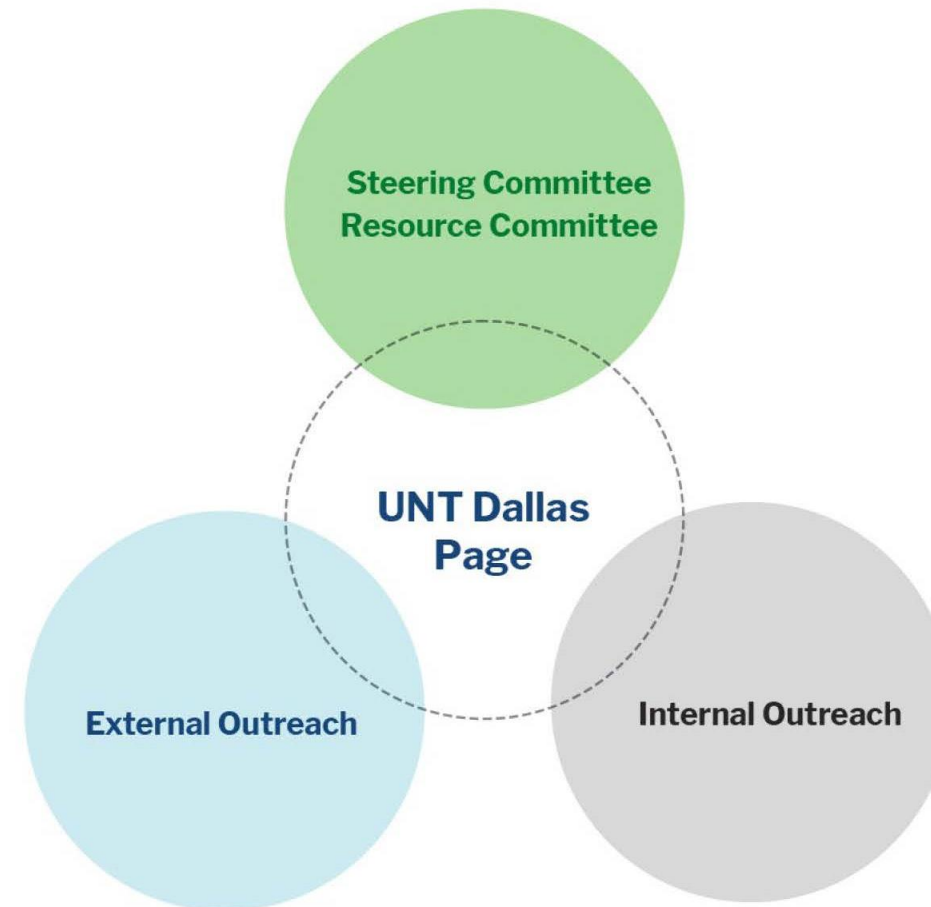 Steering Committee
Resource Committee
UNT Dallas
Page
External Outreach
Internal Outreach